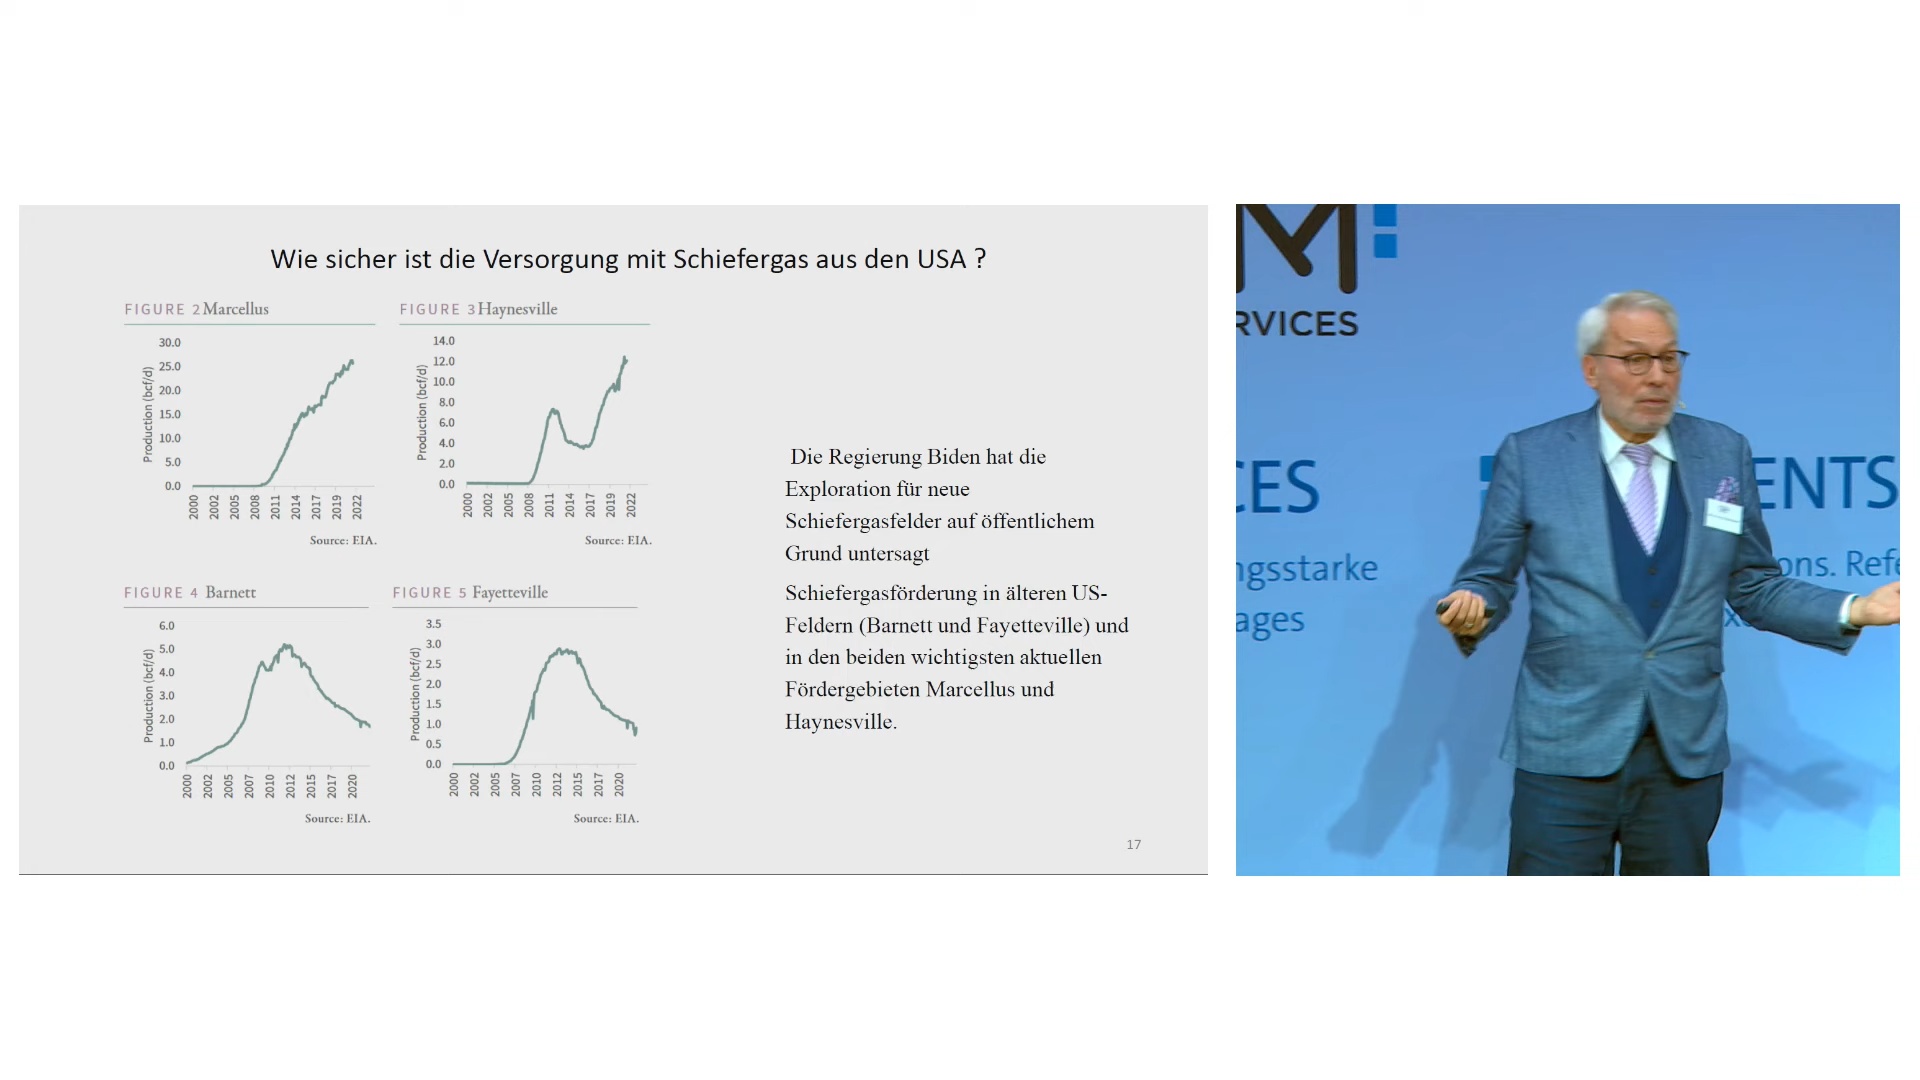 Wie sicher ist die Versorgung mit Schiefergas aus den USA ?
FIGURE 2 Marcellus
Production (bcf/d)
30.0
25.0
20.0
15.0
10.0
5.0
0.0
2000 2002 2005 2008 2011 2014 2017 2019 2022
Source: EIA.
FIGURE 3 Haynesville
Production (bcf/d)
14.0
12.0
10.0
8.0
6.0
4.0
2.0
0.0
2000 2002 2005 2008 2011 2014 2017 2019 2022
Source: EIA.
FIGURE 4 Barnett
Production (bcf/d)
6.0
5.0
4.0
3.0
2.0
1.0
0.0
2000 2002 2005 2007 2010 2012 2015 2017 2020
Source: EIA.
FIGURE 5 Fayetteville
Production (bcf/d)
3.5
3.0
2.5
2.0
1.5
1.0
0.5
0.0
2000 2002 2005 2007 2010 2012 2015 2017 2020
Source: EIA.
Die Regierung Biden hat die
Exploration für neue
Schiefergasfelder auf öffentlichem
Grund untersagt
Schiefergasförderung in älteren US-
Feldern (Barnett und Fayetteville) und
in den beiden wichtigsten aktuellen
Fördergebieten Marcellus und
Haynesville.
17
M
RVICES
CES
ngsstarke
ages
ENTS
ons. Refe